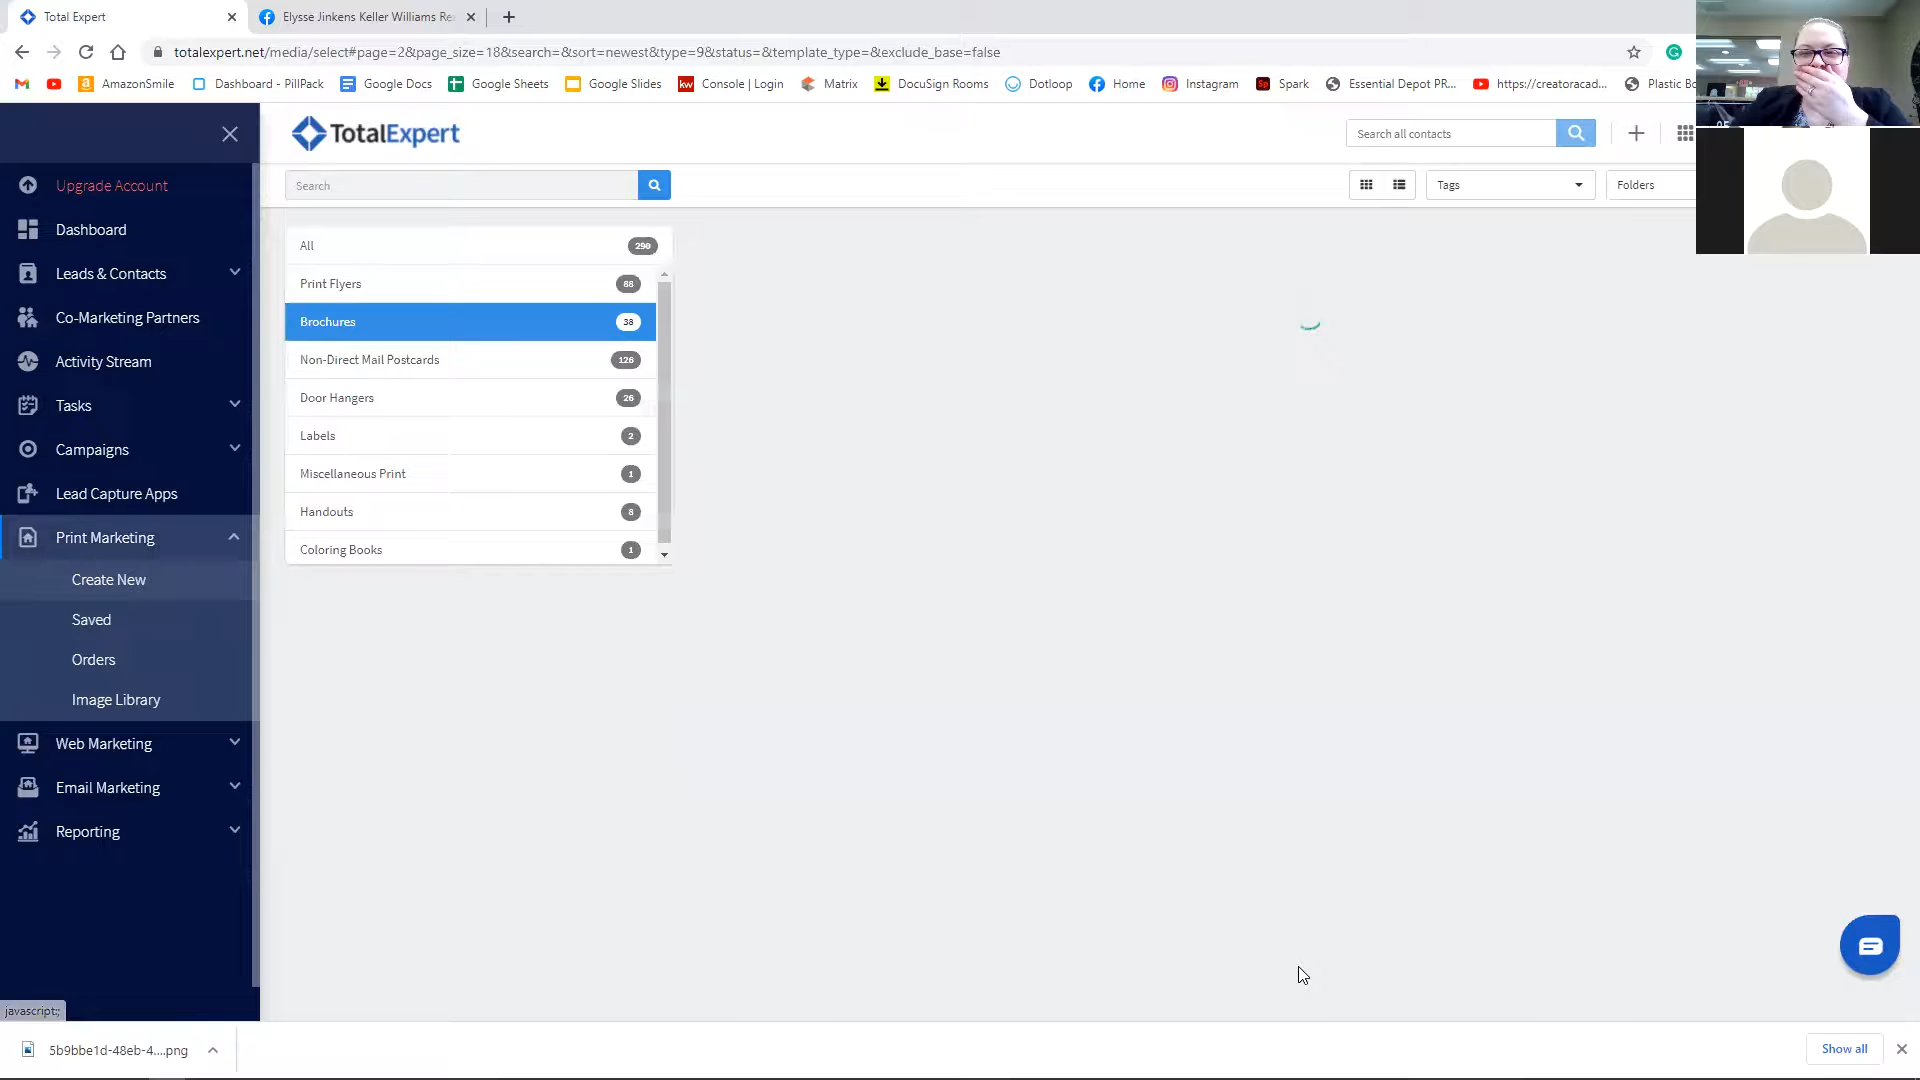 Total Expert
Elysse Jinkens Keller Williams Re
totalexpert.net/media/select#page=2&page_size=18&search=&sort=newest&type=9&status=&template_type=&exclude_base=false
AmazonSmile
Dashboard - PillPack
Google Docs
Google Sheets
Google Slides
kw Console | Login
Matrix
DocuSign Rooms
Dotloop
Home
Instagram
Sp Spark
Essential Depot PR...
https://creatoracad...
Plastic Bo
TotalExpert
Search all contacts
Upgrade Account
Search
Tags
Folders
Dashboard
All 290
Leads & Contacts
Print Flyers 88
Co-Marketing Partners
Brochures 38
Activity Stream
Non-Direct Mail Postcards 126
Tasks
Door Hangers 26
Campaigns
Labels 2
Lead Capture Apps
Miscellaneous Print 1
Print Marketing
Handouts 8
Coloring Books 1
Create New
Saved
Orders
Image Library
Web Marketing
Email Marketing
Reporting
javascript:;
5b9bbe1d-48eb-4....png
Show all